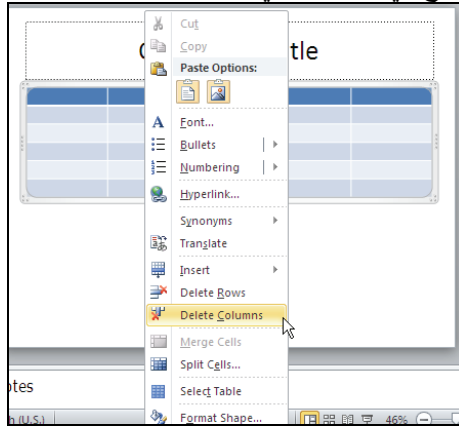 tle
Cut
Copy
Paste Options:
Font...
Bullets
Numbering
Hyperlink...
Synonyms
Translate
Insert
Delete Rows
Delete Columns
Merge Cells
Split Cells...
Select Table
Format Shape...
otes
h (U.S.)
46%